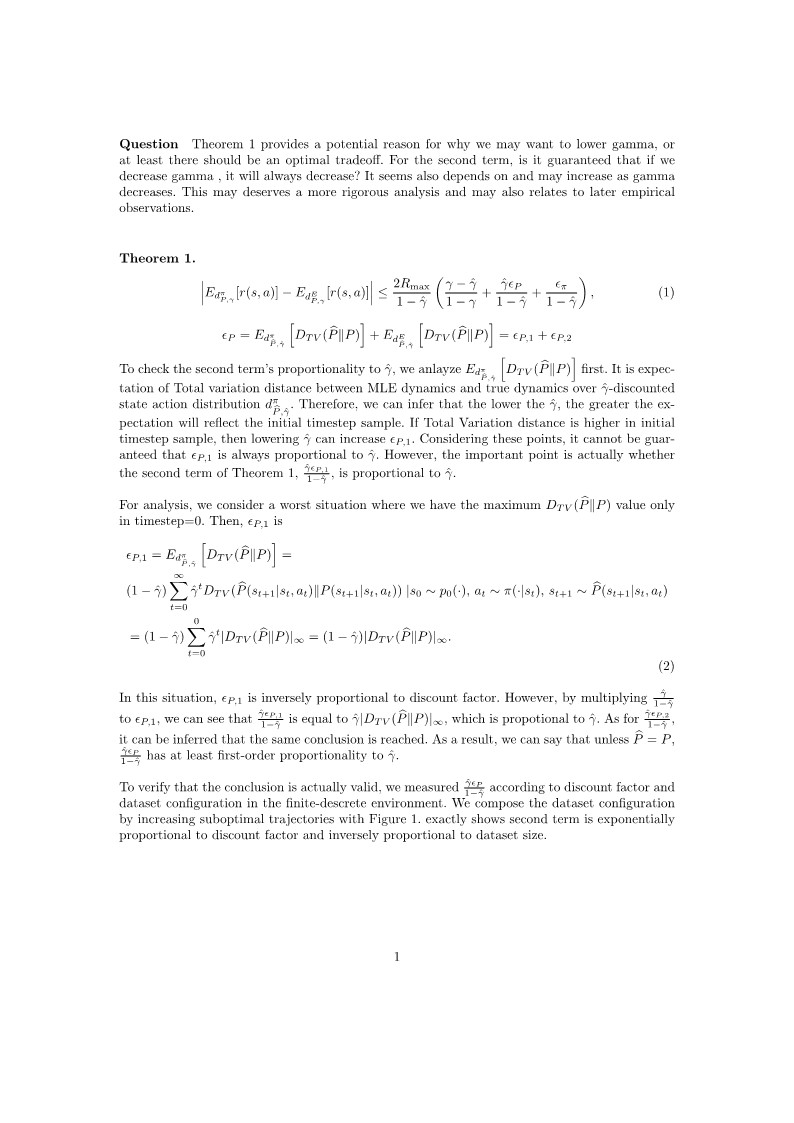 Question Theorem 1 provides a potential reason for why we may want to lower gamma, or
at least there should be an optimal tradeoff. For the second term, is it guaranteed that if we
decrease gamma , it will always decrease? It seems also depends on and may increase as gamma
decreases. This may deserves a more rigorous analysis and may also relates to later empirical
observations.
Theorem 1.
$\left|E_{d^{\pi}_{P,\gamma}}[r(s,a)] - E_{d^{E}_{P,\gamma}}[r(s,a)]\right| \leq \frac{2R_{\max}}{1-\hat{\gamma}} \left(\frac{\gamma-\hat{\gamma}}{1-\gamma} + \frac{\hat{\gamma}\epsilon_P}{1-\hat{\gamma}} + \frac{\epsilon_\pi}{1-\hat{\gamma}}\right),$ (1)
$\epsilon_P = E_{d^{\pi}_{\hat{P},\hat{\gamma}}}\left[D_{TV}(\widehat{P}\|P)\right] + E_{d^{E}_{\hat{P},\hat{\gamma}}}\left[D_{TV}(\widehat{P}\|P)\right] = \epsilon_{P,1} + \epsilon_{P,2}$
To check the second term's proportionality to $\hat{\gamma}$, we anlayze $E_{d^{\pi}_{\hat{P},\hat{\gamma}}}\left[D_{TV}(\widehat{P}\|P)\right]$ first. It is expec-
tation of Total variation distance between MLE dynamics and true dynamics over $\hat{\gamma}$-discounted
state action distribution $d^{\pi}_{\hat{P},\hat{\gamma}}$. Therefore, we can infer that the lower the $\hat{\gamma}$, the greater the ex-
pectation will reflect the initial timestep sample. If Total Variation distance is higher in initial
timestep sample, then lowering $\hat{\gamma}$ can increase $\epsilon_{P,1}$. Considering these points, it cannot be guar-
anteed that $\epsilon_{P,1}$ is always proportional to $\hat{\gamma}$. However, the important point is actually whether
the second term of Theorem 1, $\frac{\hat{\gamma}\epsilon_{P,1}}{1-\hat{\gamma}}$, is proportional to $\hat{\gamma}$.
For analysis, we consider a worst situation where we have the maximum $D_{TV}(\widehat{P}\|P)$ value only
in timestep=0. Then, $\epsilon_{P,1}$ is
$\epsilon_{P,1} = E_{d^{\pi}_{\hat{P},\hat{\gamma}}}\left[D_{TV}(\widehat{P}\|P)\right] =$
$(1-\hat{\gamma})\sum_{t=0}^{\infty} \hat{\gamma}^t D_{TV}(\widehat{P}(s_{t+1}|s_t,a_t)\|P(s_{t+1}|s_t,a_t))\ |s_0 \sim p_0(\cdot),\ a_t \sim \pi(\cdot|s_t),\ s_{t+1} \sim \widehat{P}(s_{t+1}|s_t,a_t)$
$= (1-\hat{\gamma})\sum_{t=0}^{0} \hat{\gamma}^t |D_{TV}(\widehat{P}\|P)|_\infty = (1-\hat{\gamma})|D_{TV}(\widehat{P}\|P)|_\infty.$
(2)
In this situation, $\epsilon_{P,1}$ is inversely proportional to discount factor. However, by multiplying $\frac{\hat{\gamma}}{1-\hat{\gamma}}$
to $\epsilon_{P,1}$, we can see that $\frac{\hat{\gamma}\epsilon_{P,1}}{1-\hat{\gamma}}$ is equal to $\hat{\gamma}|D_{TV}(\widehat{P}\|P)|_\infty$, which is propotional to $\hat{\gamma}$. As for $\frac{\hat{\gamma}\epsilon_{P,2}}{1-\hat{\gamma}}$,
it can be inferred that the same conclusion is reached. As a result, we can say that unless $\widehat{P} = P$,
$\frac{\hat{\gamma}\epsilon_P}{1-\hat{\gamma}}$ has at least first-order proportionality to $\hat{\gamma}$.
To verify that the conclusion is actually valid, we measured $\frac{\hat{\gamma}\epsilon_P}{1-\hat{\gamma}}$ according to discount factor and
dataset configuration in the finite-descrete environment. We compose the dataset configuration
by increasing suboptimal trajectories with Figure 1. exactly shows second term is exponentially
proportional to discount factor and inversely proportional to dataset size.
1